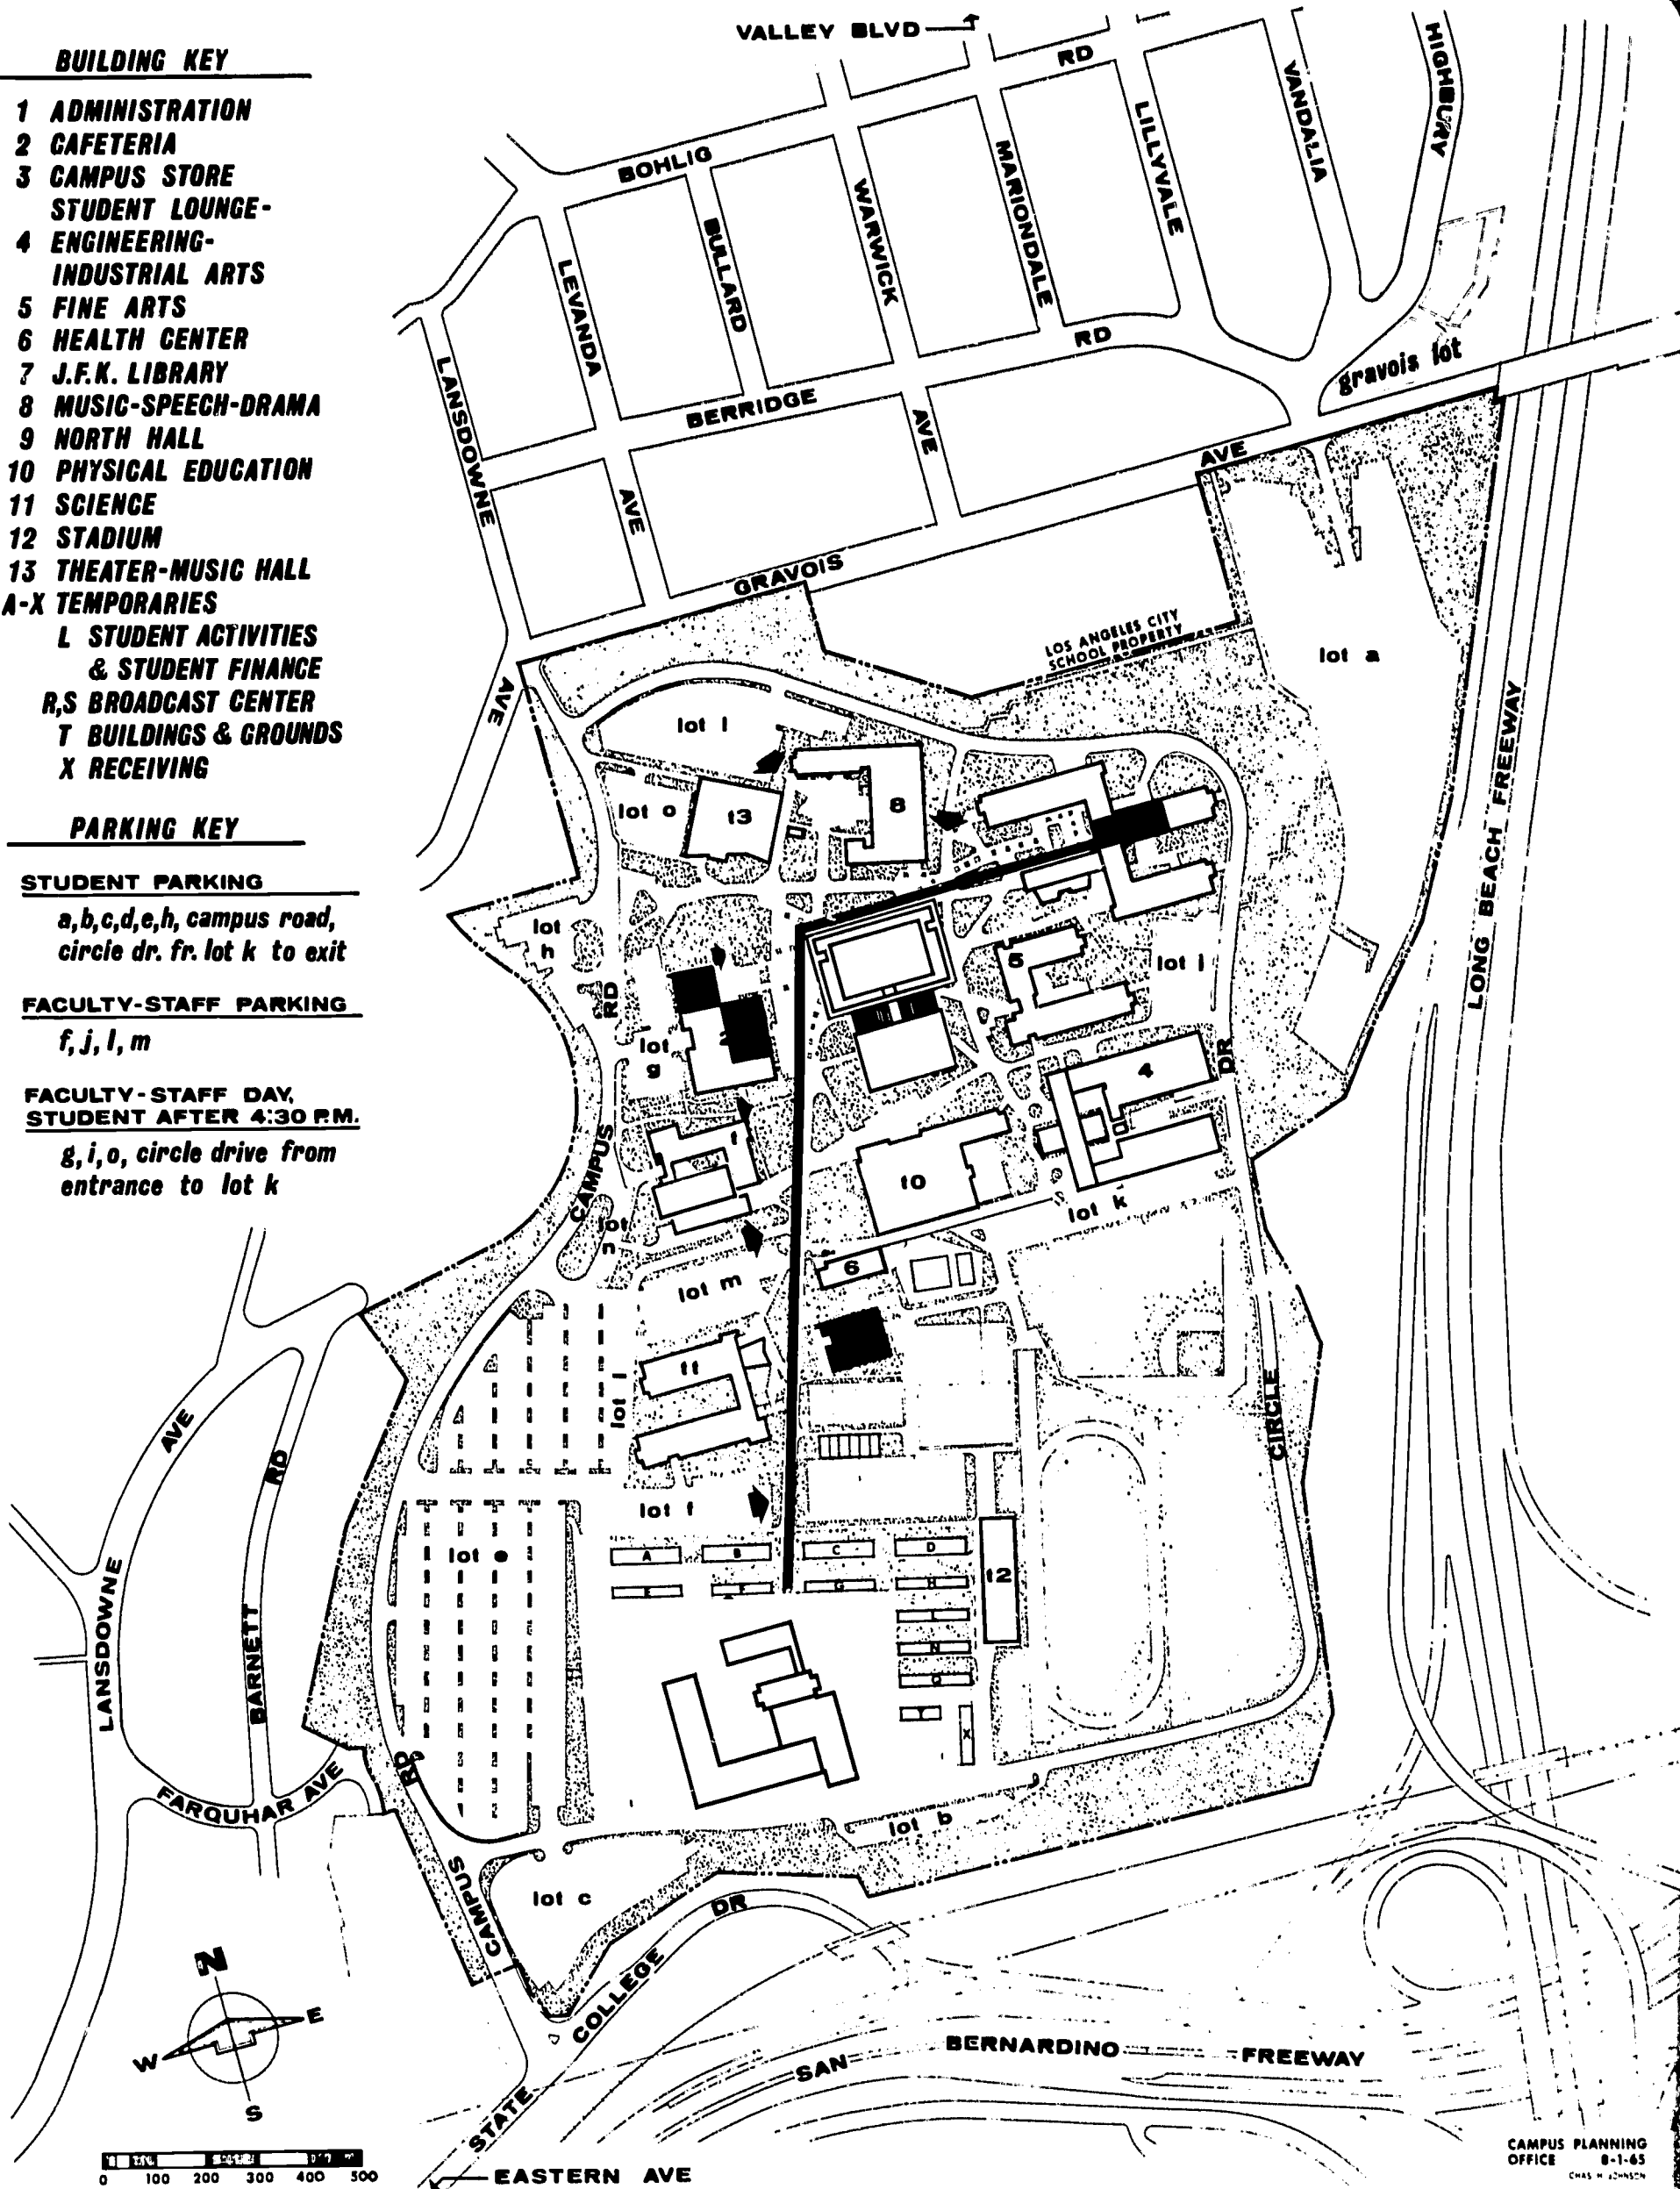 BUILDING KEY
1 ADMINISTRATION
2 CAFETERIA
3 CAMPUS STORE
STUDENT LOUNGE-
4 ENGINEERING-
INDUSTRIAL ARTS
5 FINE ARTS
6 HEALTH CENTER
7 J.F.K. LIBRARY
8 MUSIC-SPEECH-DRAMA
9 NORTH HALL
10 PHYSICAL EDUCATION
11 SCIENCE
12 STADIUM
13 THEATER-MUSIC HALL
A-X TEMPORARIES
L STUDENT ACTIVITIES
& STUDENT FINANCE
R,S BROADCAST CENTER
T BUILDINGS & GROUNDS
X RECEIVING
PARKING KEY
STUDENT PARKING
a,b,c,d,e,h, campus road,
circle dr. fr. lot k to exit
FACULTY-STAFF PARKING
f, j, l, m
FACULTY-STAFF DAY,
STUDENT AFTER 4:30 P.M.
g, i, o, circle drive from
entrance to lot k
VALLEY BLVD
BOHLIG
RD
HIGHBURY
VANDALIA
LILLYVALE
MARIONDALE
WARWICK
BULLARD
LEVANDA
LANSDOWNE
BERRIDGE
RD
AVE
AVE
GRAVOIS
AVE
gravois lot
LOS ANGELES CITY
SCHOOL PROPERTY
lot a
AVE
LONG BEACH FREEWAY
lot l
lot o
13
8
lot h
RD
lot g
2
5
lot j
4
DR
CAMPUS
1
10
lot k
lot n
lot m
6
11
lot l
CIRCLE
lot f
lot e
A
B
C
D
E
F
G
H
N
X
12
AVE
RD
LANSDOWNE
BARNETT
FARQUHAR AVE
RD
CAMPUS
lot b
lot c
STATE COLLEGE DR
SAN BERNARDINO FREEWAY
EASTERN AVE
N
E
W
S
0 100 200 300 400 500
CAMPUS PLANNING
OFFICE 8-1-65
CHAS H JOHNSON